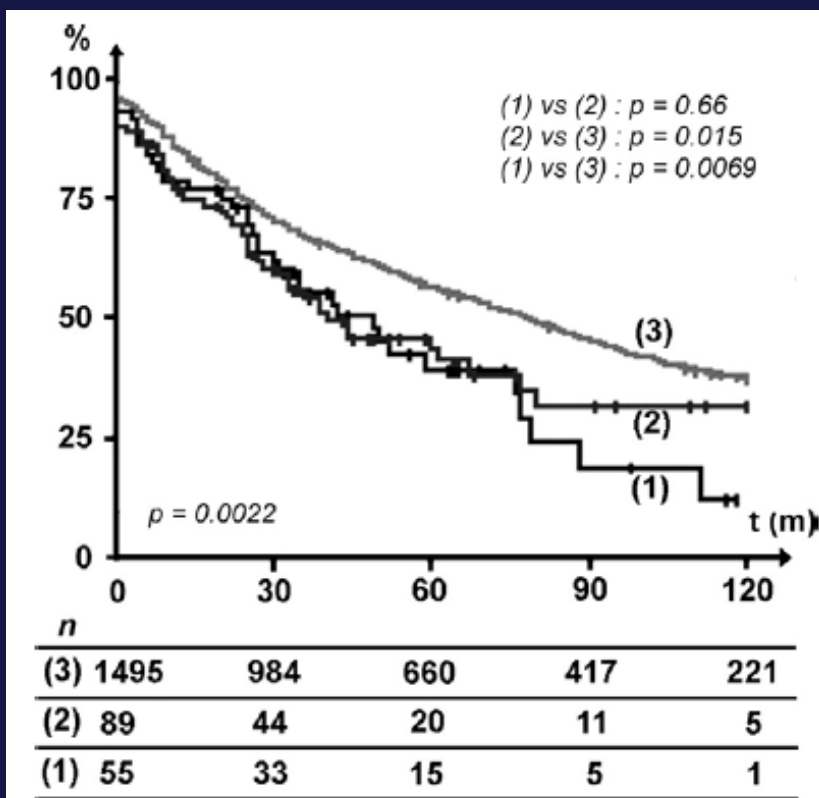 %
100
(1) vs (2) : p = 0.66
(2) vs (3) : p = 0.015
(1) vs (3) : p = 0.0069
75
50
(3)
(2)
25
(1)
p = 0.0022
t (m)
0
0 30 60 90 120
n
(3) 1495 984 660 417 221
(2) 89 44 20 11 5
(1) 55 33 15 5 1